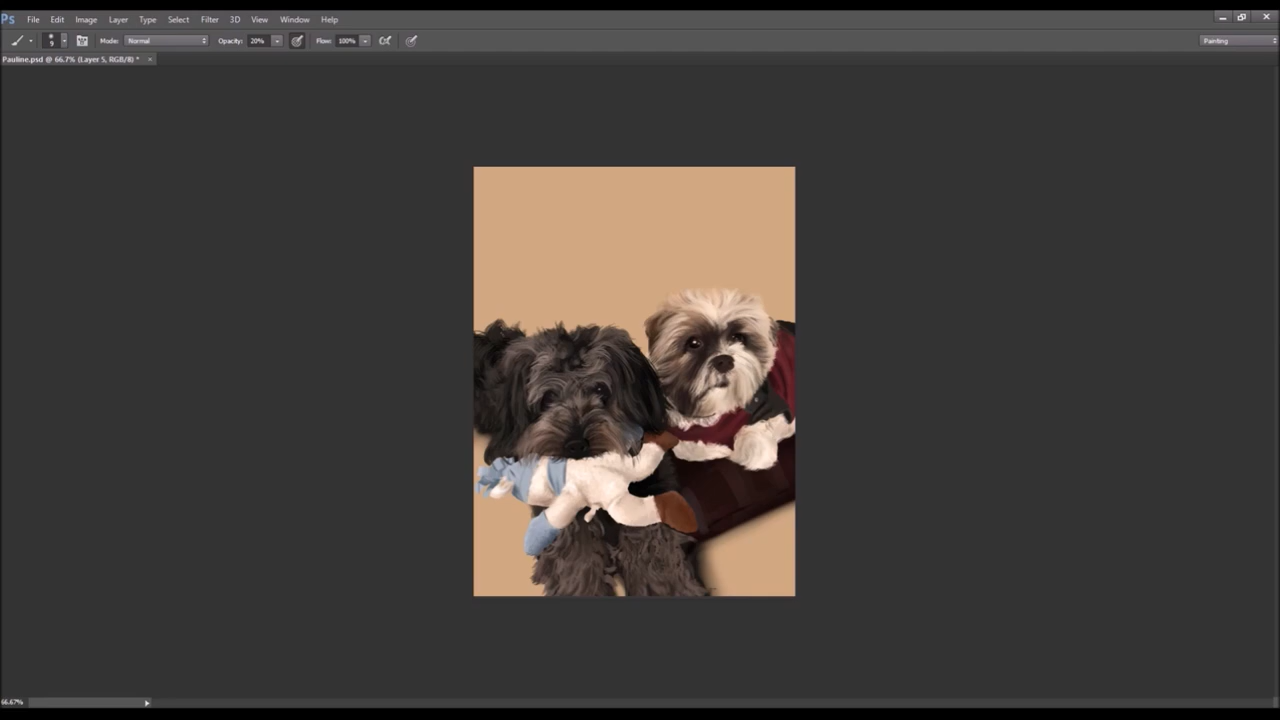 Ps File Edit Image Layer Type Select Filter 3D View Window Help
9 Mode: Normal Opacity: 20% Flow: 100% Painting
Pauline.psd @ 66.7% (Layer 5, RGB/8) * ×
66.67%